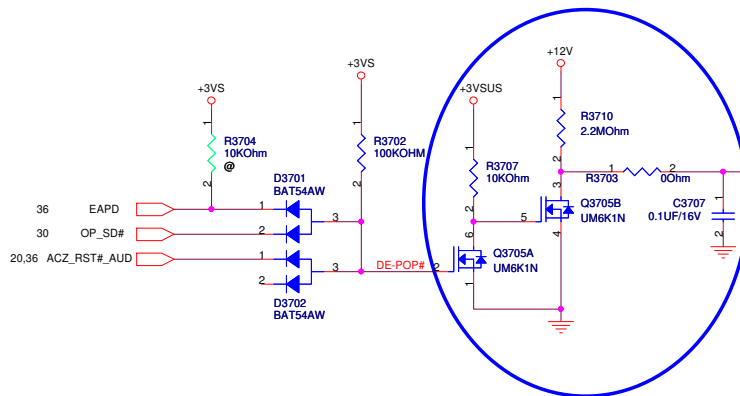 +12V
+3VS
+3VSUS
+3VS
1
1
R3710
2.2MOhm
2
1
R3704
10KOhm
@
2
1
R3702
100KOHM
2
1
R3707
10KOhm
2
1
R3703
2
0Ohm
D3701
BAT54AW
3
Q3705B
UM6K1N
1
C3707
0.1UF/16V
2
36 EAPD
1
3
5
4
30 OP_SD#
2
6
Q3705A
UM6K1N
20,36 ACZ_RST#_AUD
1
3
DE-POP#
2
1
2
D3702
BAT54AW